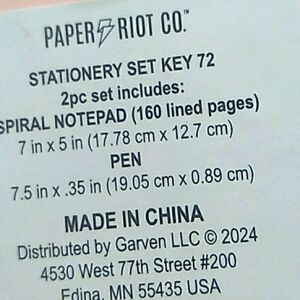 PAPER RIOT CO.™
STATIONERY SET KEY 72
2pc set includes:
SPIRAL NOTEPAD (160 lined pages)
7 in x 5 in (17.78 cm x 12.7 cm)
PEN
7.5 in x .35 in (19.05 cm x 0.89 cm)
MADE IN CHINA
Distributed by Garven LLC © 2024
4530 West 77th Street #200
Edina, MN 55435 USA